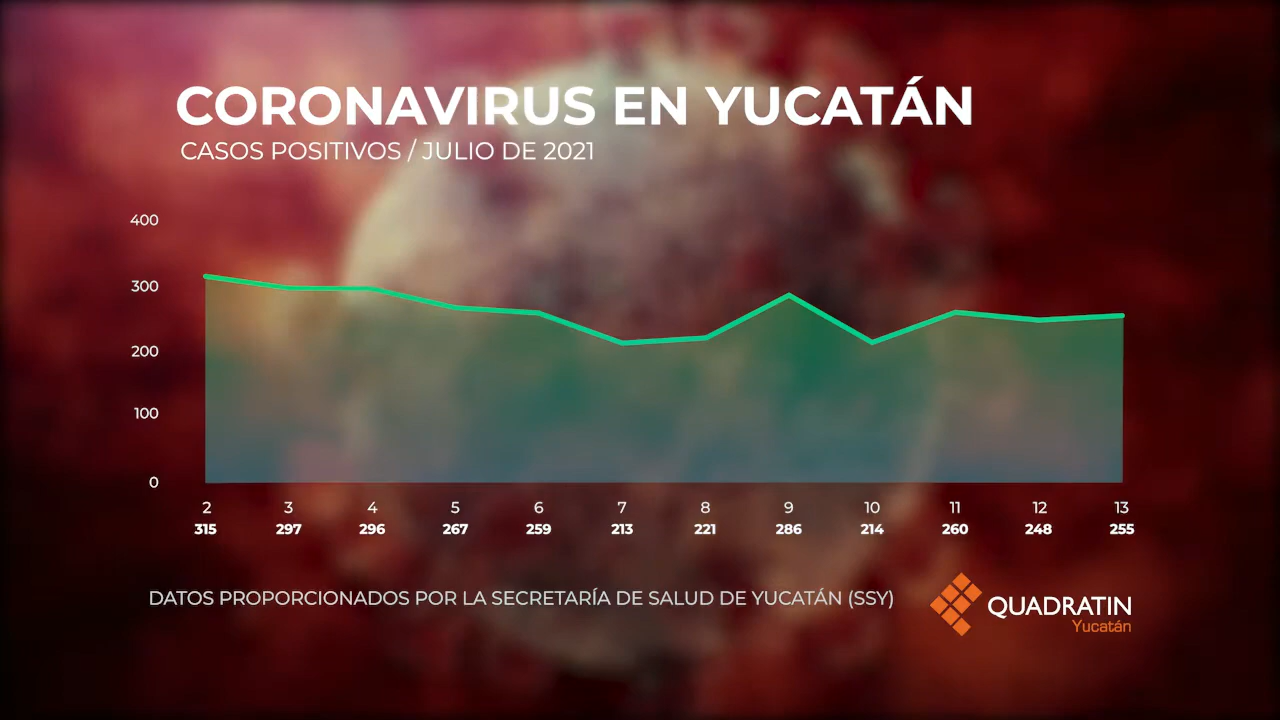 CORONAVIRUS EN YUCATÁN
CASOS POSITIVOS / JULIO DE 2021
400
300
200
100
0
2 3 4 5 6 7 8 9 10 11 12 13
315 297 296 267 259 213 221 286 214 260 248 255
DATOS PROPORCIONADOS POR LA SECRETARÍA DE SALUD DE YUCATÁN (SSY)
QUADRATIN
Yucatán